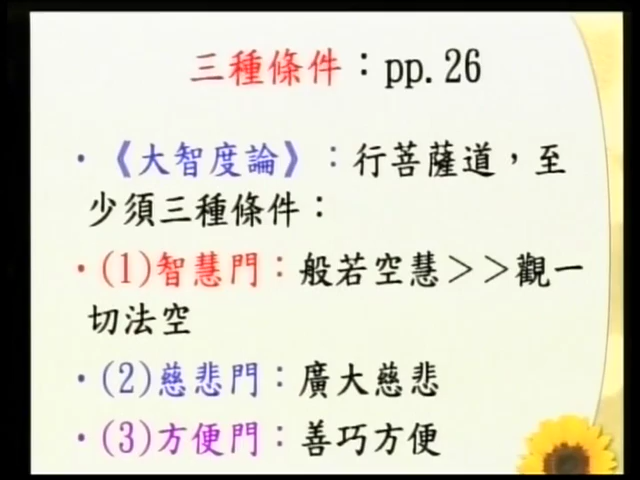 三種條件：pp.26
•《大智度論》：行菩薩道，至
少須三種條件：
•(1)智慧門：般若空慧＞＞觀一
切法空
•(2)慈悲門：廣大慈悲
•(3)方便門：善巧方便